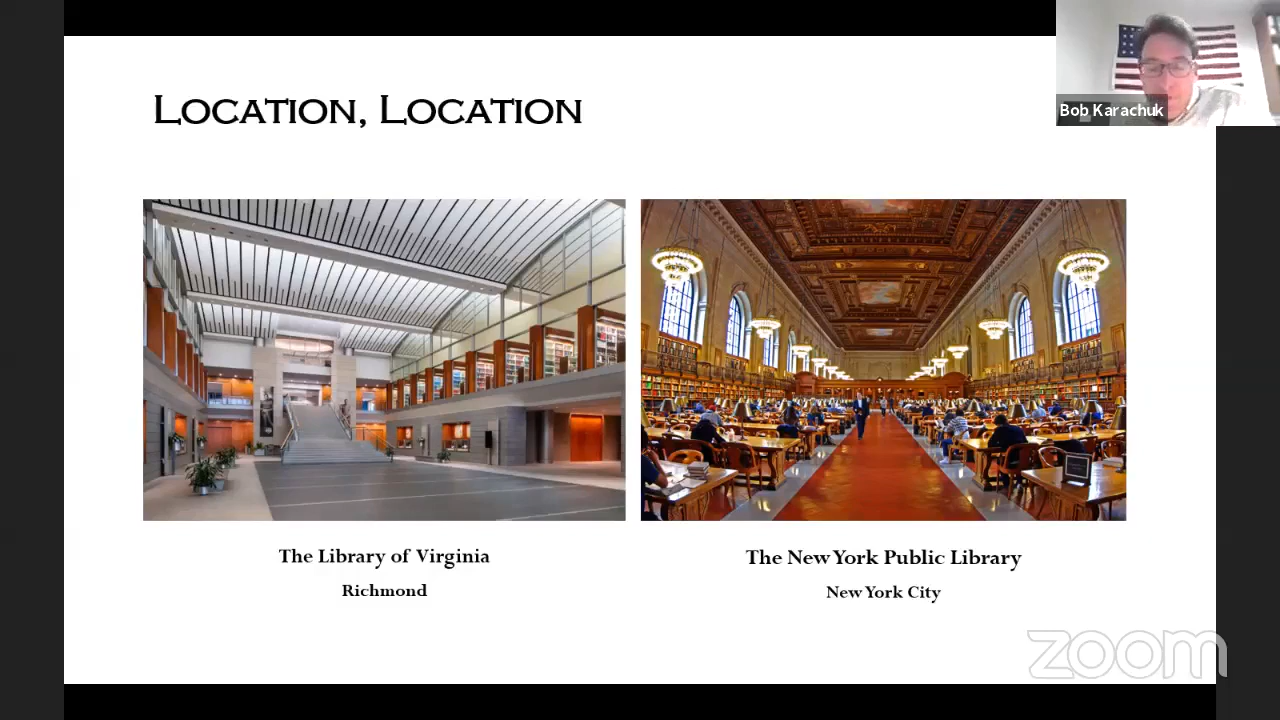 Location, Location
Bob Karachuk
The Library of Virginia
Richmond
The New York Public Library
New York City
zoom